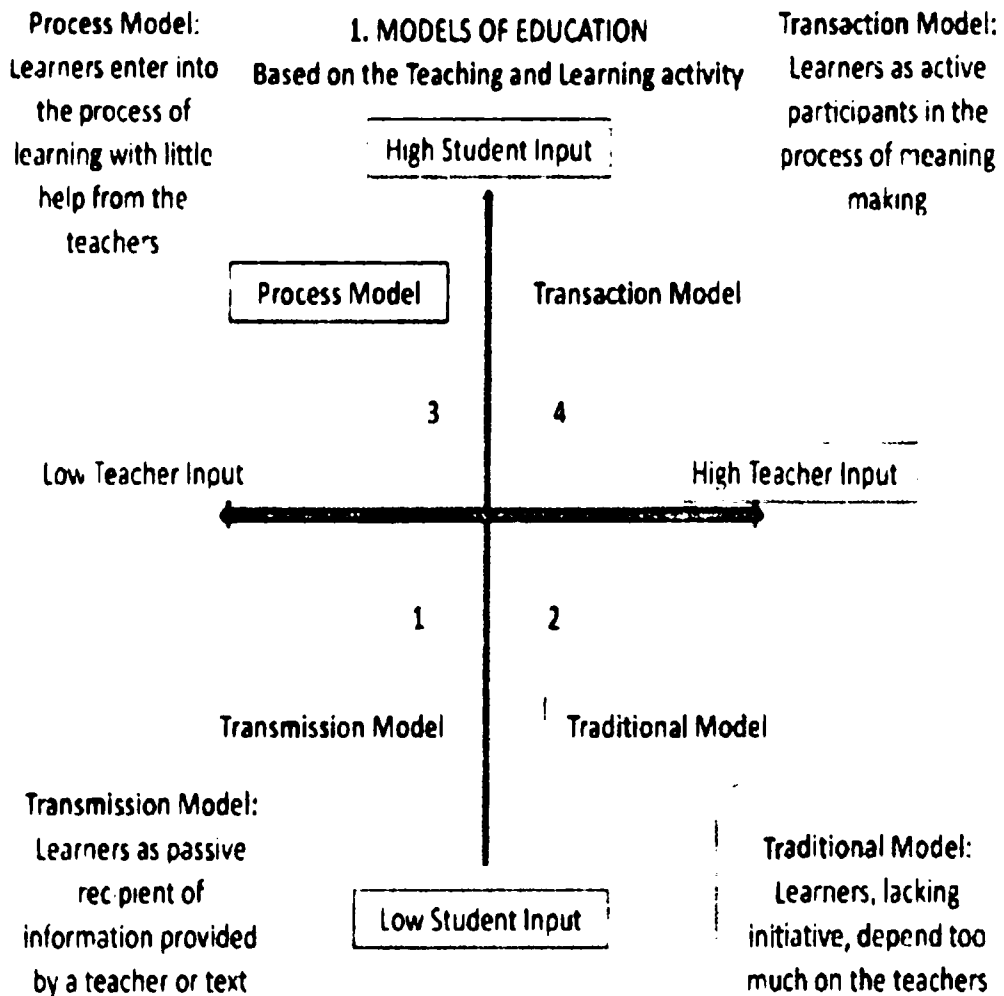 1. MODELS OF EDUCATION
Based on the Teaching and Learning activity
Process Model:
Learners enter into
the process of
learning with little
help from the
teachers
Transaction Model:
Learners as active
participants in the
process of meaning
making
High Student Input
Process Model
Transaction Model
3
4
Low Teacher Input
High Teacher Input
1
2
Transmission Model
Traditional Model
Transmission Model:
Learners as passive
recipient of
information provided
by a teacher or text
Low Student Input
Traditional Model:
Learners, lacking
initiative, depend too
much on the teachers